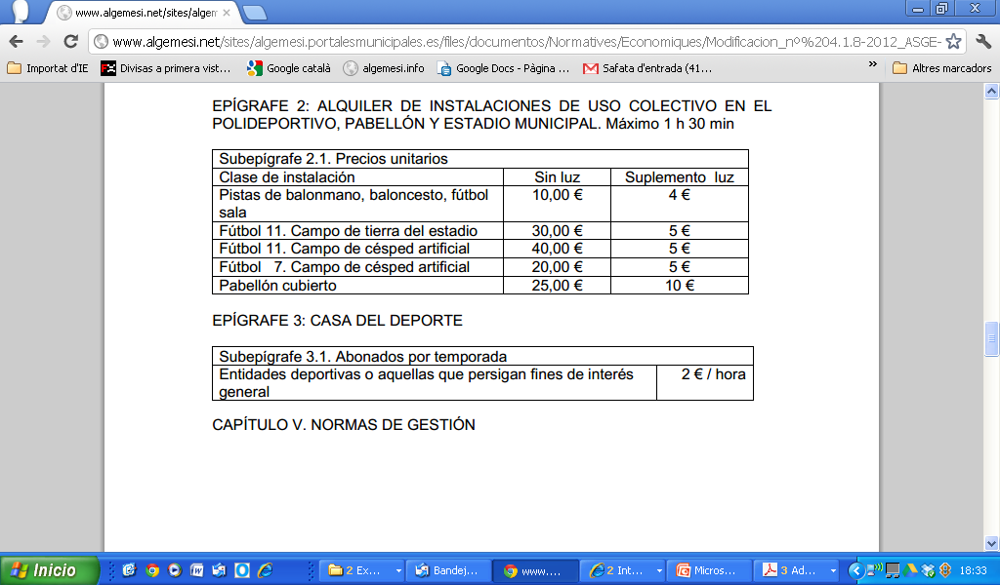 www.algemesi.net/sites/algem
www.algemesi.net/sites/algemesi.portalesmunicipales.es/files/documentos/Normatives/Economiques/Modificacion_nº%204.1.8-2012_ASGE-
Importat d'IE Divisas a primera vist... Google català algemesi.info Google Docs - Pàgina ... Safata d'entrada (41... » Altres marcadors
EPÍGRAFE 2: ALQUILER DE INSTALACIONES DE USO COLECTIVO EN EL
POLIDEPORTIVO, PABELLÓN Y ESTADIO MUNICIPAL. Máximo 1 h 30 min
Subepígrafe 2.1. Precios unitarios
Clase de instalación Sin luz Suplemento luz
Pistas de balonmano, baloncesto, fútbol 10,00 € 4 €
sala
Fútbol 11. Campo de tierra del estadio 30,00 € 5 €
Fútbol 11. Campo de césped artificial 40,00 € 5 €
Fútbol 7. Campo de césped artificial 20,00 € 5 €
Pabellón cubierto 25,00 € 10 €
EPÍGRAFE 3: CASA DEL DEPORTE
Subepígrafe 3.1. Abonados por temporada
Entidades deportivas o aquellas que persigan fines de interés 2 € / hora
general
CAPÍTULO V. NORMAS DE GESTIÓN
Inicio 2 Ex... Bandej... www.... 2 Int... Micros... 3 Ad... 18:33